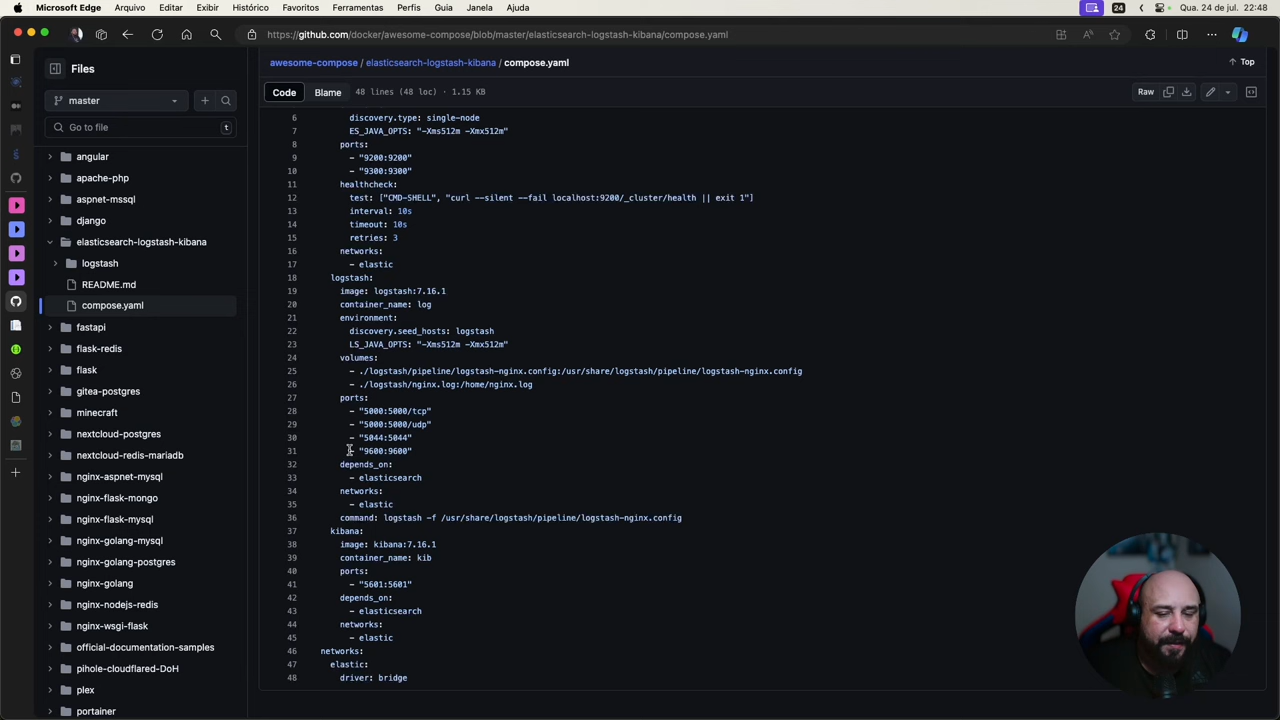 Microsoft Edge Arquivo Editar Exibir Histórico Favoritos Ferramentas Perfis Guia Janela Ajuda 24 Qua. 24 de jul. 22:48
https://github.com/docker/awesome-compose/blob/master/elasticsearch-logstash-kibana/compose.yaml
Files
master
Go to file t
angular
apache-php
aspnet-mssql
django
elasticsearch-logstash-kibana
logstash
README.md
compose.yaml
fastapi
flask-redis
flask
gitea-postgres
minecraft
nextcloud-postgres
nextcloud-redis-mariadb
nginx-aspnet-mysql
nginx-flask-mongo
nginx-flask-mysql
nginx-golang-mysql
nginx-golang-postgres
nginx-golang
nginx-nodejs-redis
nginx-wsgi-flask
official-documentation-samples
pihole-cloudflared-DoH
plex
portainer
awesome-compose / elasticsearch-logstash-kibana / compose.yaml Top
Code Blame 48 lines (48 loc) · 1.15 KB Raw
6 discovery.type: single-node
7 ES_JAVA_OPTS: "-Xms512m -Xmx512m"
8 ports:
9 - "9200:9200"
10 - "9300:9300"
11 healthcheck:
12 test: ["CMD-SHELL", "curl --silent --fail localhost:9200/_cluster/health || exit 1"]
13 interval: 10s
14 timeout: 10s
15 retries: 3
16 networks:
17 - elastic
18 logstash:
19 image: logstash:7.16.1
20 container_name: log
21 environment:
22 discovery.seed_hosts: logstash
23 LS_JAVA_OPTS: "-Xms512m -Xmx512m"
24 volumes:
25 - ./logstash/pipeline/logstash-nginx.config:/usr/share/logstash/pipeline/logstash-nginx.config
26 - ./logstash/nginx.log:/home/nginx.log
27 ports:
28 - "5000:5000/tcp"
29 - "5000:5000/udp"
30 - "5044:5044"
31 - "9600:9600"
32 depends_on:
33 - elasticsearch
34 networks:
35 - elastic
36 command: logstash -f /usr/share/logstash/pipeline/logstash-nginx.config
37 kibana:
38 image: kibana:7.16.1
39 container_name: kib
40 ports:
41 - "5601:5601"
42 depends_on:
43 - elasticsearch
44 networks:
45 - elastic
46 networks:
47 elastic:
48 driver: bridge